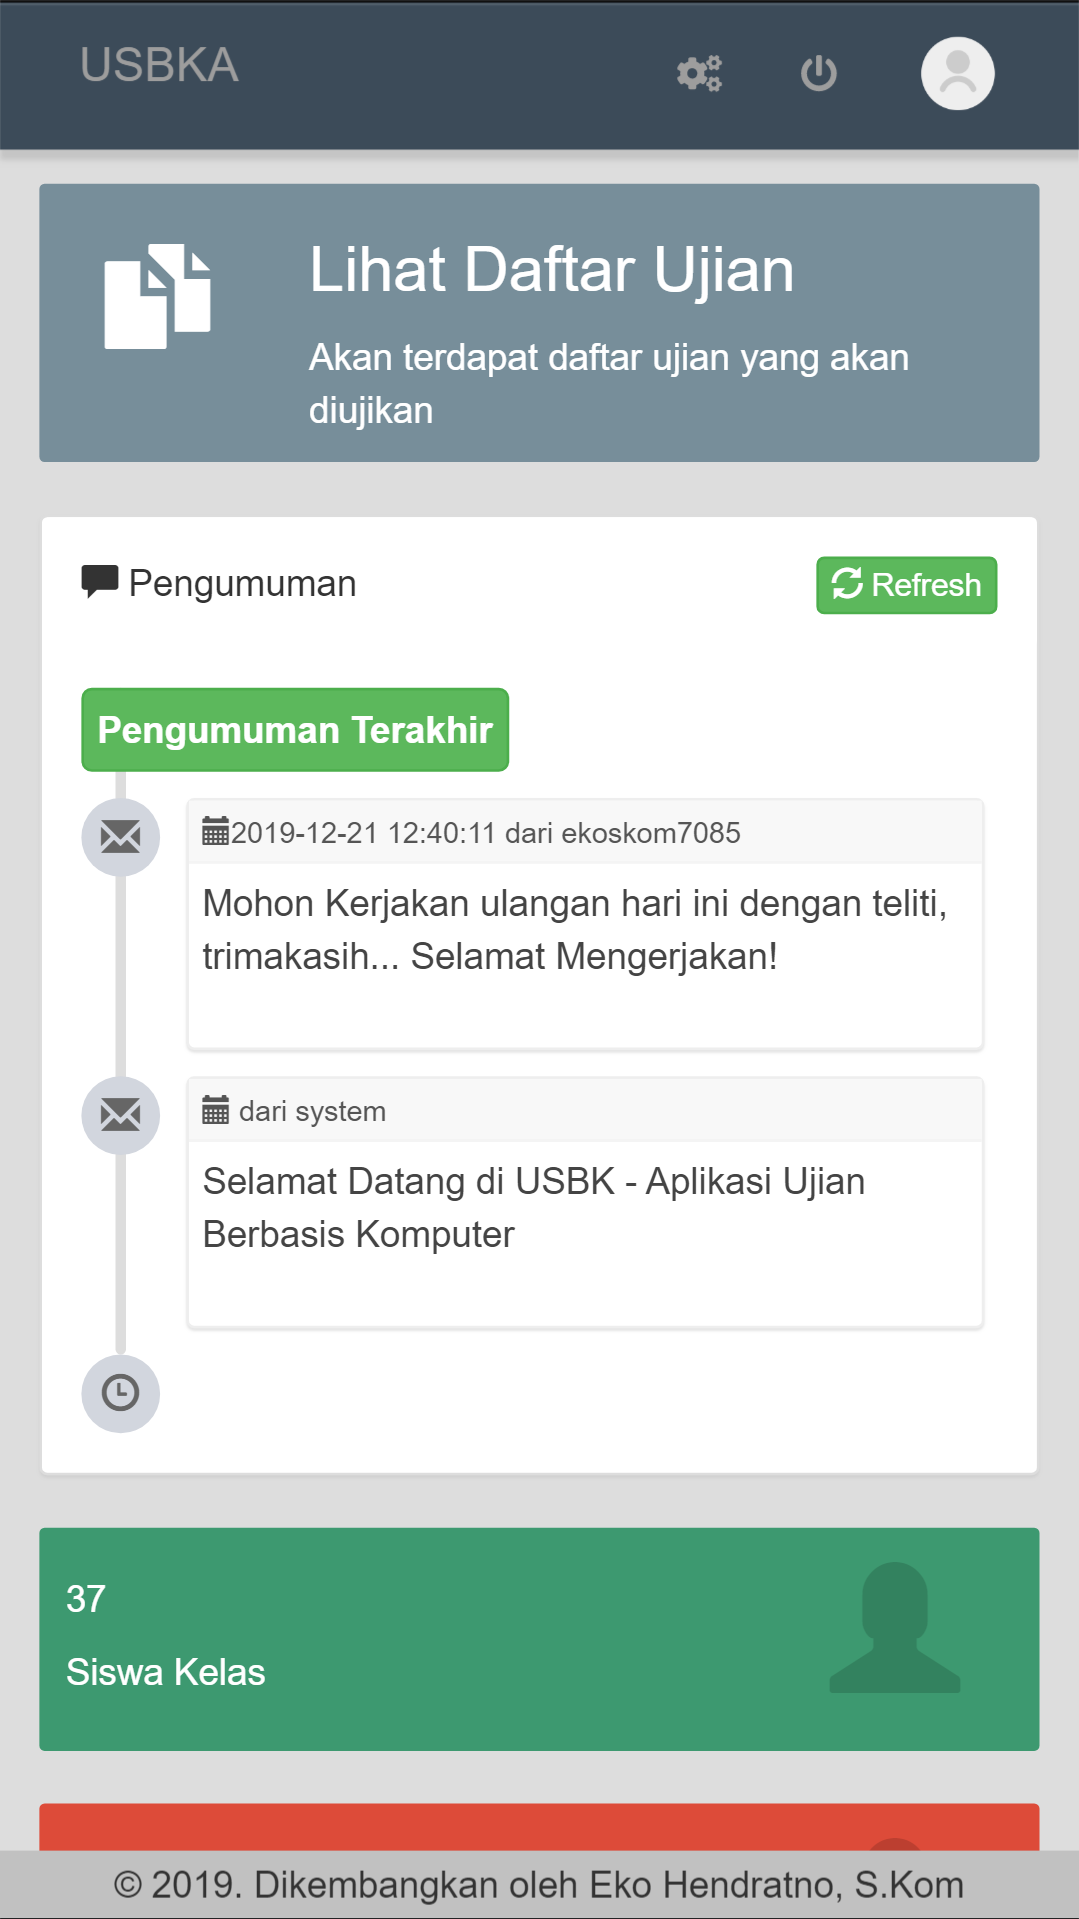 USBKA
Lihat Daftar Ujian
Akan terdapat daftar ujian yang akan
diujikan
Pengumuman
Refresh
Pengumuman Terakhir
2019-12-21 12:40:11 dari ekoskom7085
Mohon Kerjakan ulangan hari ini dengan teliti,
trimakasih... Selamat Mengerjakan!
dari system
Selamat Datang di USBK - Aplikasi Ujian
Berbasis Komputer
37
Siswa Kelas
© 2019. Dikembangkan oleh Eko Hendratno, S.Kom